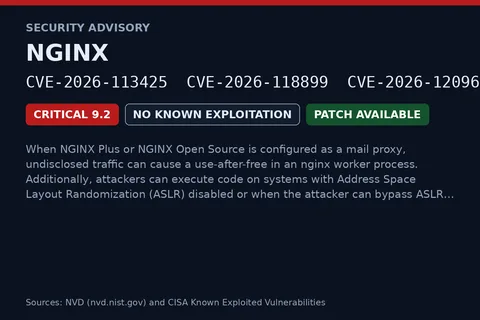 SECURITY ADVISORY
NGINX
CVE-2026-113425 CVE-2026-118899 CVE-2026-12096
CRITICAL 9.2 NO KNOWN EXPLOITATION PATCH AVAILABLE
When NGINX Plus or NGINX Open Source is configured as a mail proxy,
undisclosed traffic can cause a use-after-free in an nginx worker process.
Additionally, attackers can execute code on systems with Address Space
Layout Randomization (ASLR) disabled or when the attacker can bypass ASLR...
Sources: NVD (nvd.nist.gov) and CISA Known Exploited Vulnerabilities